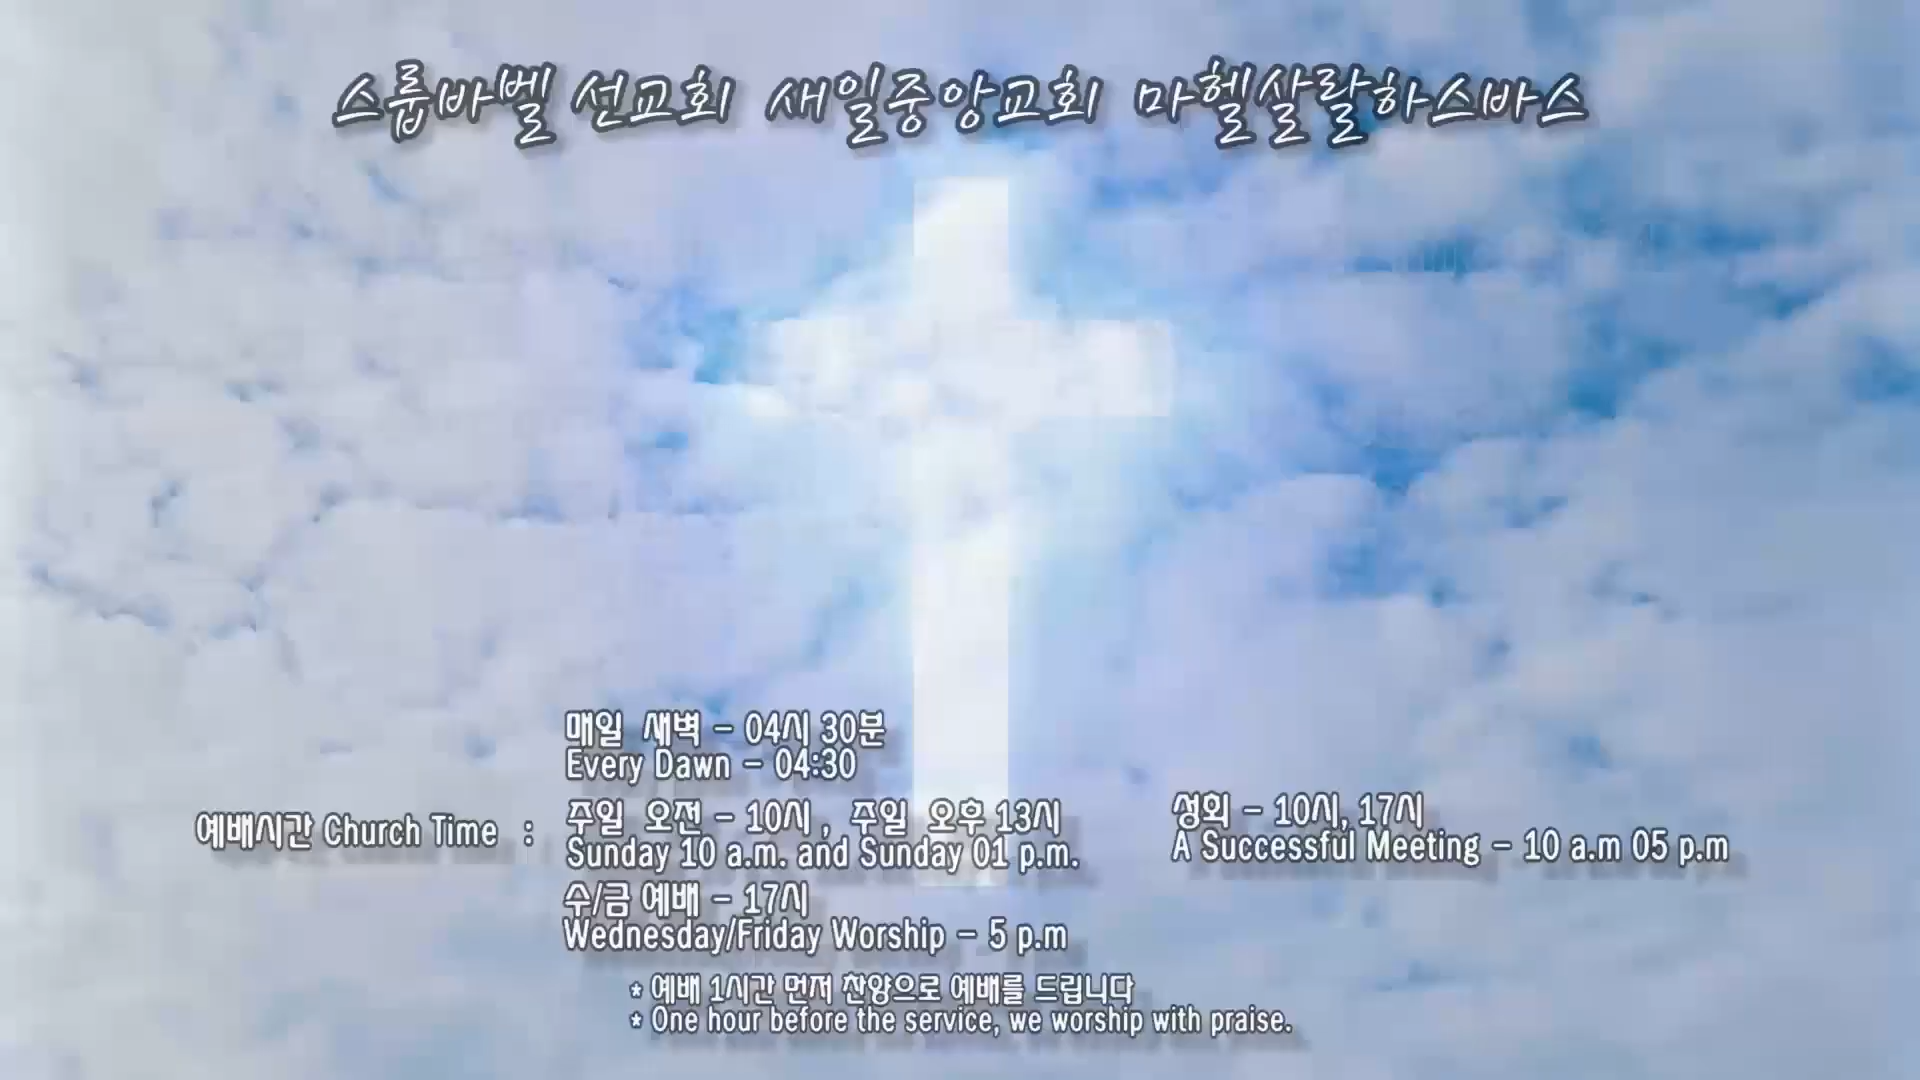 스룹바벨 선교회 새일중앙교회 마헬살랄하스바스
매일 새벽 - 04시 30분
Every Dawn - 04:30
예배시간 Church Time :
주일 오전 - 10시, 주일 오후 13시
Sunday 10 a.m. and Sunday 01 p.m.
수/금 예배 - 17시
Wednesday/Friday Worship - 5 p.m
성회 - 10시, 17시
A Successful Meeting - 10 a.m 05 p.m
* 예배 1시간 먼저 찬양으로 예배를 드립니다
* One hour before the service, we worship with praise.